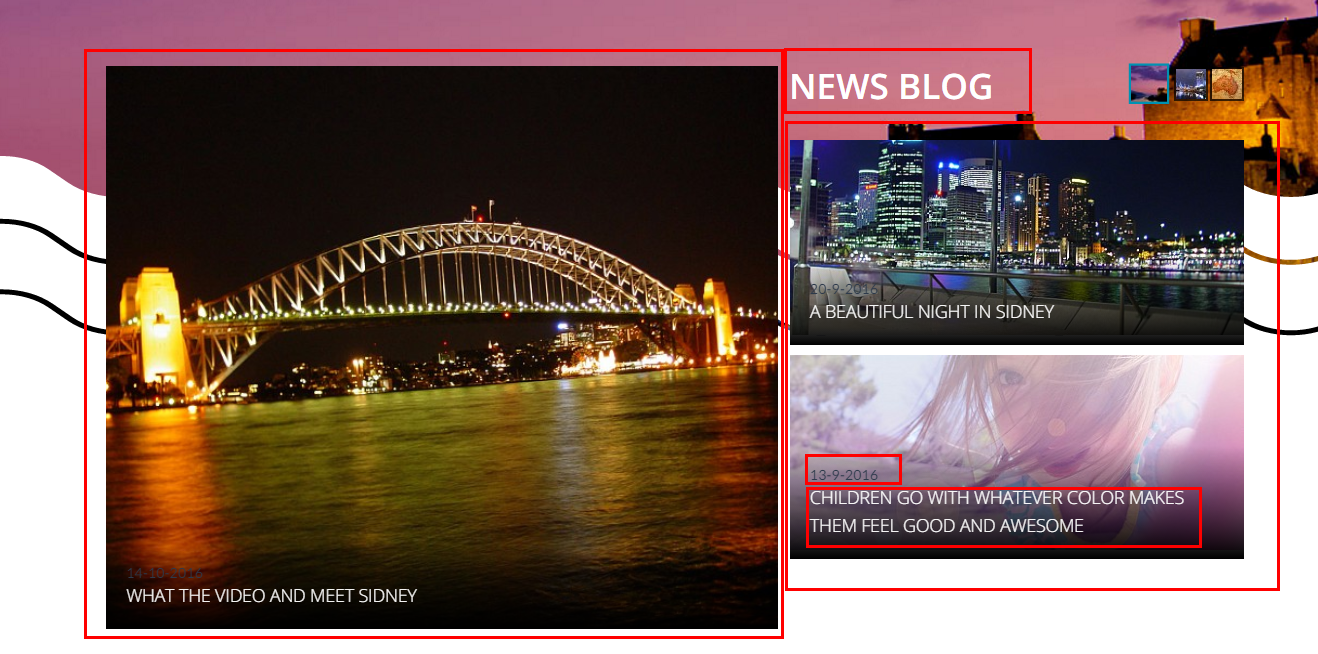 NEWS BLOG
20-9-2016
A BEAUTIFUL NIGHT IN SIDNEY
13-9-2016
CHILDREN GO WITH WHATEVER COLOR MAKES
THEM FEEL GOOD AND AWESOME
14-10-2016
WHAT THE VIDEO AND MEET SIDNEY